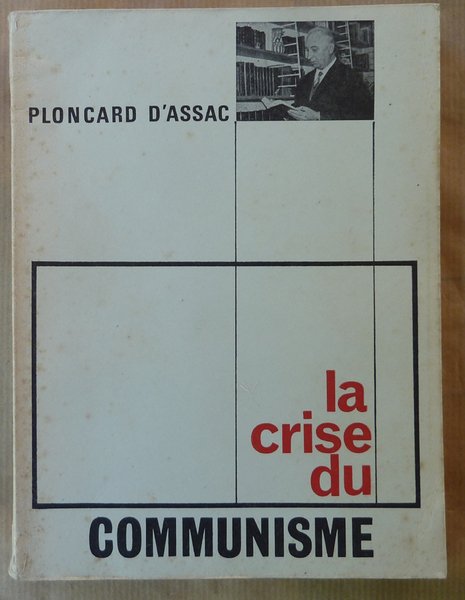 PLONCARD D'ASSAC
la
crise
du
COMMUNISME